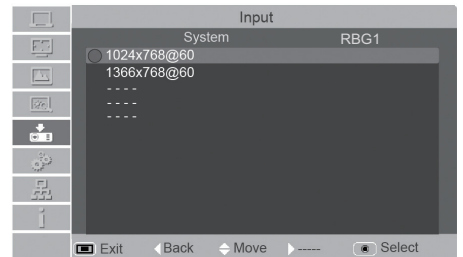 Input
System RBG1
1024x768@60
1366x768@60
- - - -
- - - -
- - - -
Exit Back Move ----- Select